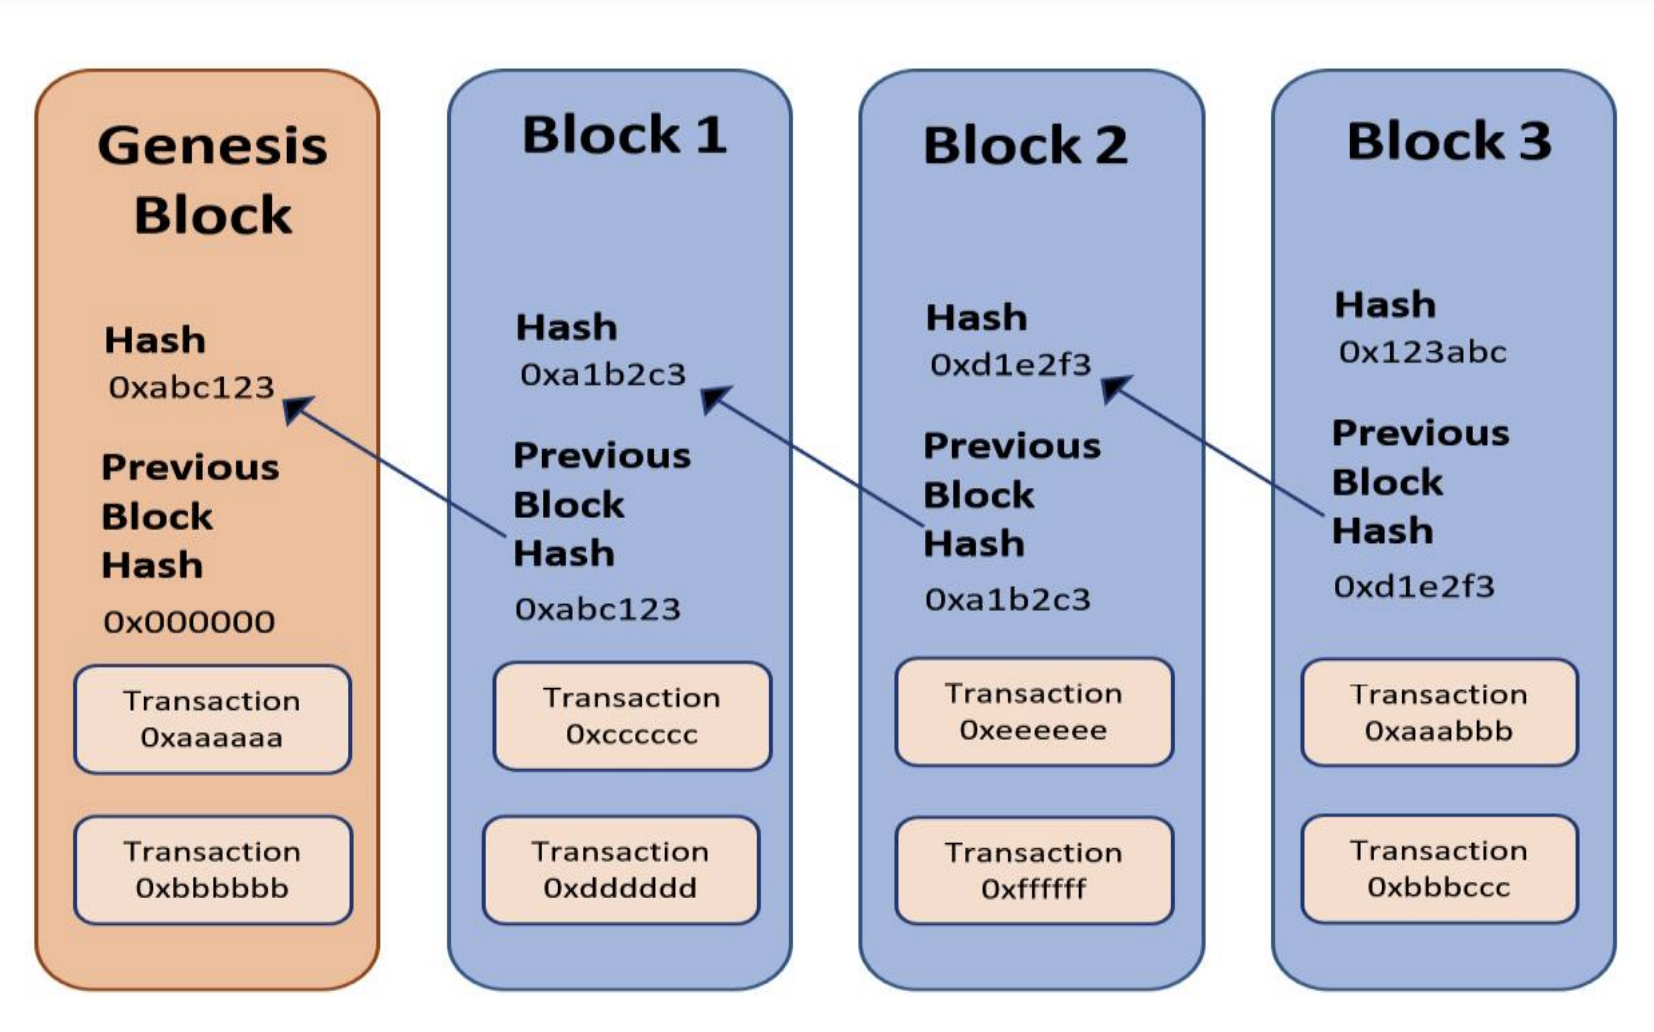 Genesis
Block
Hash
0xabc123
Previous
Block
Hash
0x000000
Transaction
0xaaaaaa
Transaction
0xbbbbbb
Block 1
Hash
0xa1b2c3
Previous
Block
Hash
0xabc123
Transaction
0xcccccc
Transaction
0xdddddd
Block 2
Hash
0xd1e2f3
Previous
Block
Hash
0xa1b2c3
Transaction
0xeeeeee
Transaction
0xffffff
Block 3
Hash
0x123abc
Previous
Block
Hash
0xd1e2f3
Transaction
0xaaabbb
Transaction
0xbbbccc